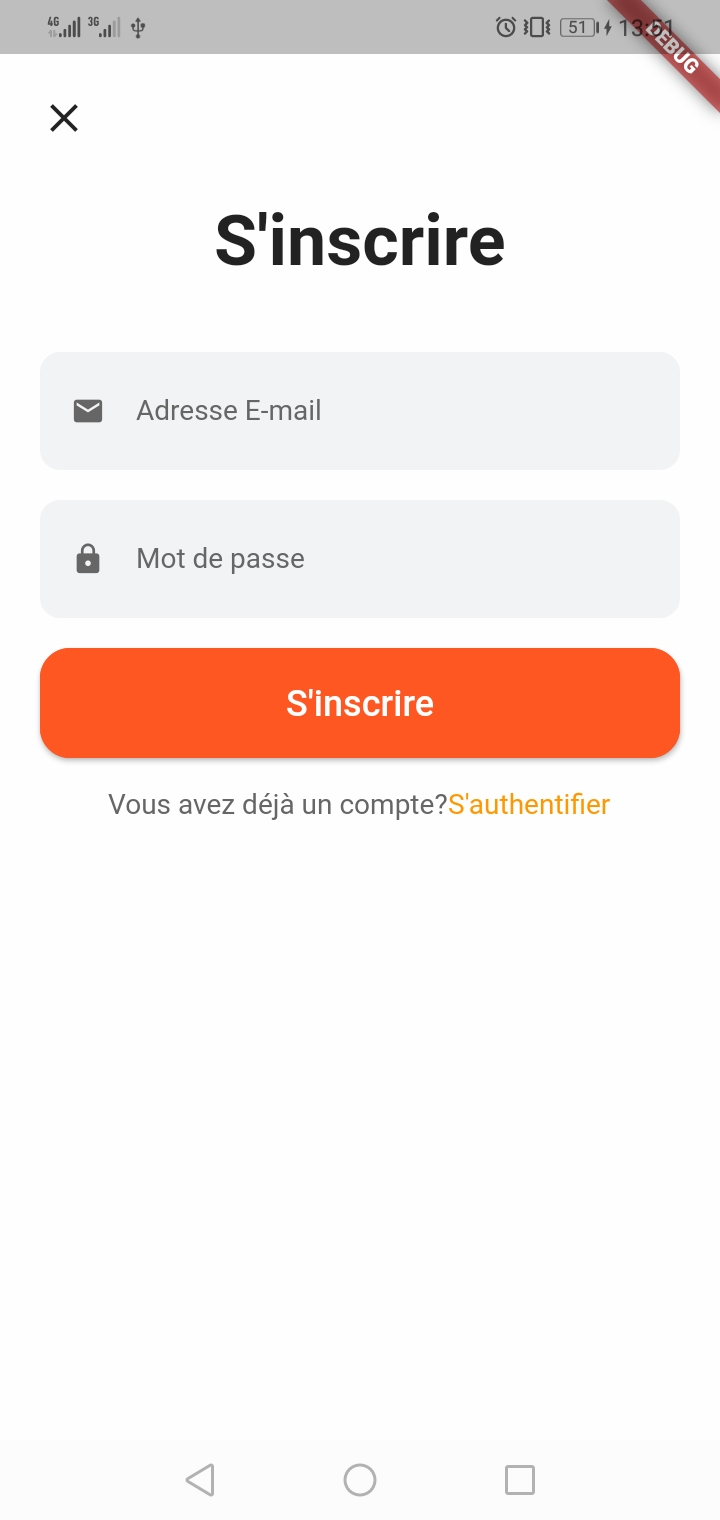 4G 3G 51 13:51
DEBUG
S'inscrire
Adresse E-mail
Mot de passe
S'inscrire
Vous avez déjà un compte?S'authentifier